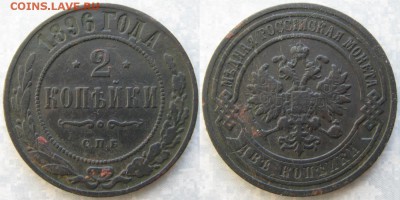 COINS.LAVE.RU
1896 ГОДА
* 2 *
КОПѢЙКИ
С.П.Б.
МѢДНАЯ РОССІЙСКАЯ МОНЕТА
ДВѢ КОПѢЙКИ